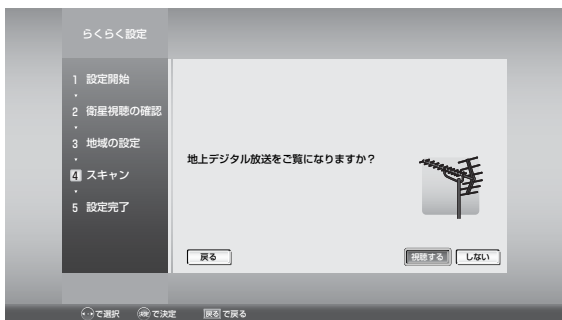 らくらく設定
1 設定開始
2 衛星視聴の確認
3 地域の設定
4 スキャン
5 設定完了
地上デジタル放送をご覧になりますか?
戻る
視聴する しない
で選択 で決定 戻る で戻る